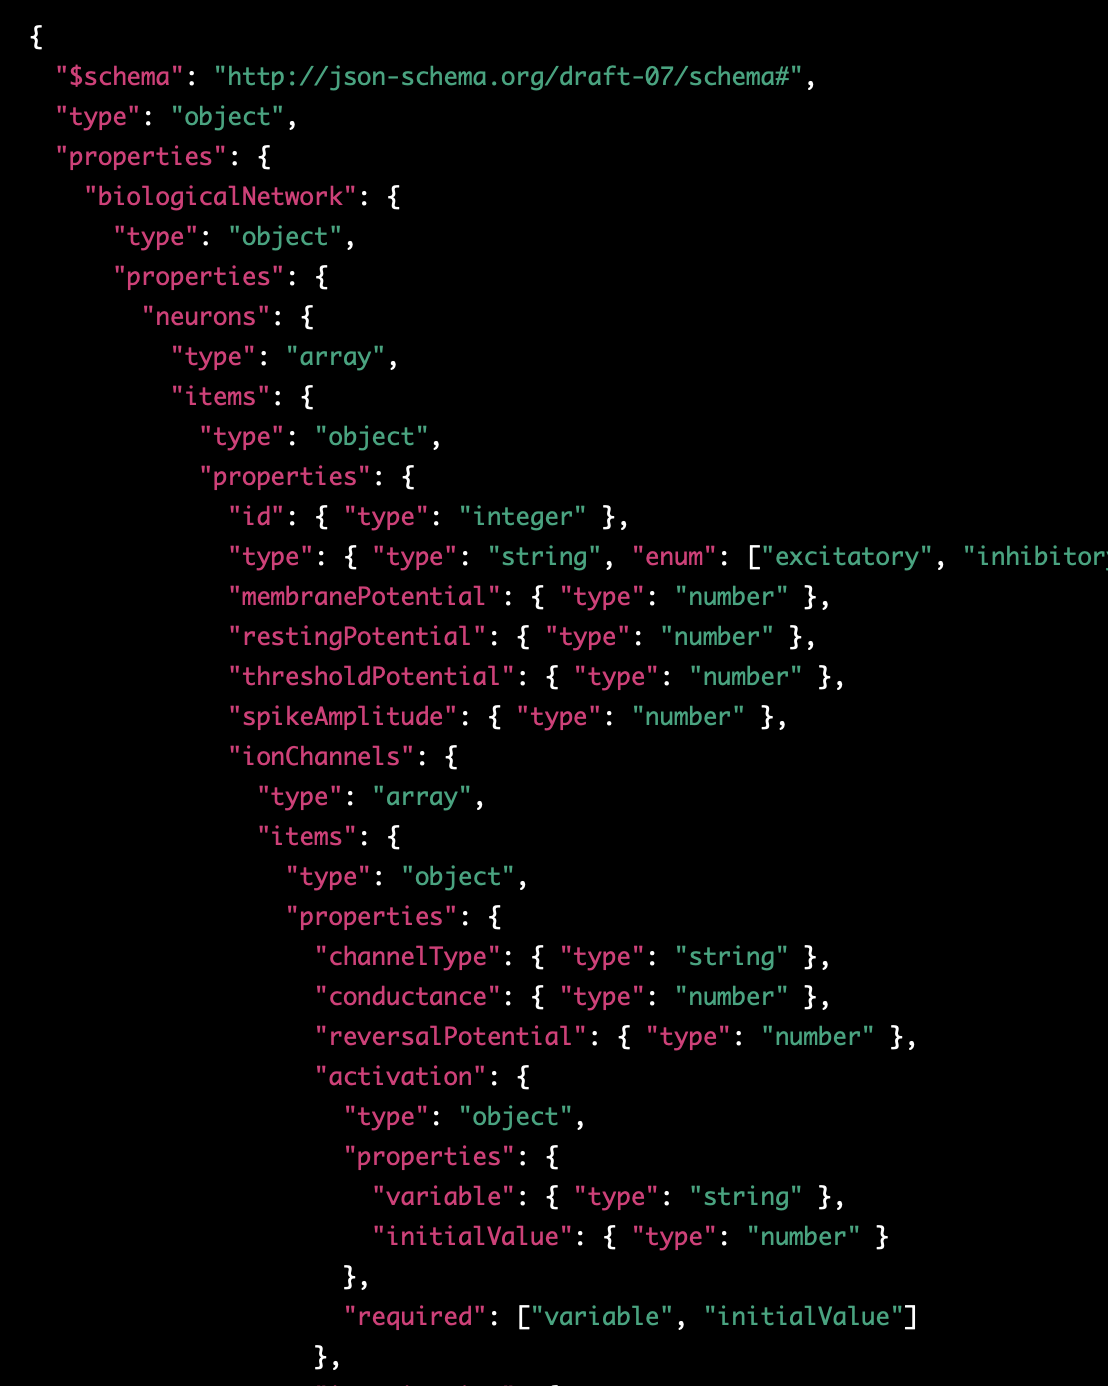 {
  "$schema": "http://json-schema.org/draft-07/schema#",
  "type": "object",
  "properties": {
    "biologicalNetwork": {
      "type": "object",
      "properties": {
        "neurons": {
          "type": "array",
          "items": {
            "type": "object",
            "properties": {
              "id": { "type": "integer" },
              "type": { "type": "string", "enum": ["excitatory", "inhibitory
              "membranePotential": { "type": "number" },
              "restingPotential": { "type": "number" },
              "thresholdPotential": { "type": "number" },
              "spikeAmplitude": { "type": "number" },
              "ionChannels": {
                "type": "array",
                "items": {
                  "type": "object",
                  "properties": {
                    "channelType": { "type": "string" },
                    "conductance": { "type": "number" },
                    "reversalPotential": { "type": "number" },
                    "activation": {
                      "type": "object",
                      "properties": {
                        "variable": { "type": "string" },
                        "initialValue": { "type": "number" }
                      },
                      "required": ["variable", "initialValue"]
                    },